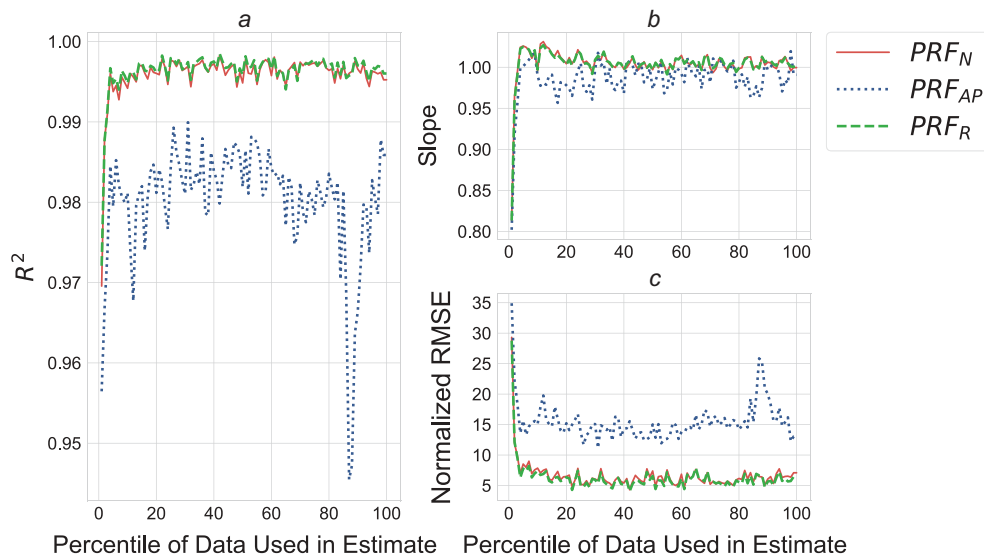 a
1.00
0.99
0.98
0.97
0.96
0.95
R²
0 20 40 60 80 100
Percentile of Data Used in Estimate
b
1.00
0.95
0.90
0.85
0.80
Slope
0 20 40 60 80 100
c
35
30
25
20
15
10
5
Normalized RMSE
0 20 40 60 80 100
Percentile of Data Used in Estimate
PRF_N
PRF_AP
PRF_R